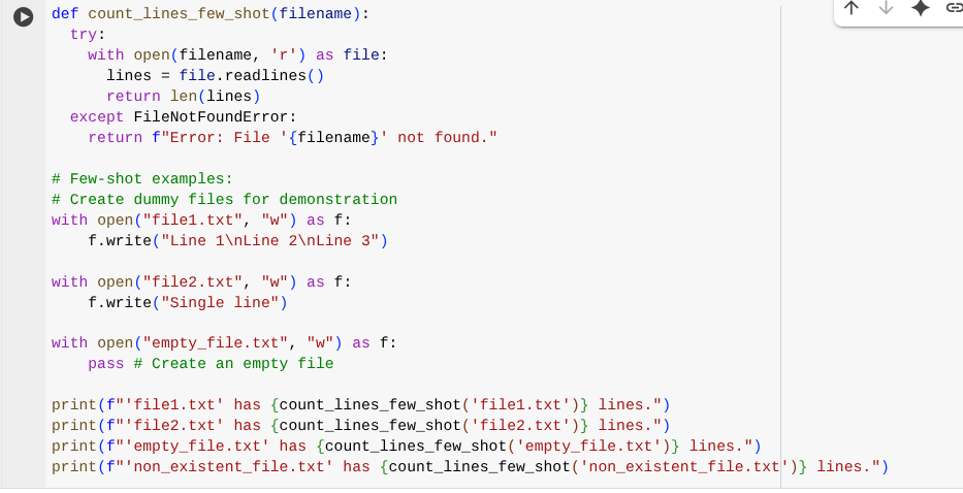 def count_lines_few_shot(filename):
  try:
    with open(filename, 'r') as file:
      lines = file.readlines()
      return len(lines)
  except FileNotFoundError:
    return f"Error: File '{filename}' not found."

# Few-shot examples:
# Create dummy files for demonstration
with open("file1.txt", "w") as f:
    f.write("Line 1\nLine 2\nLine 3")

with open("file2.txt", "w") as f:
    f.write("Single line")

with open("empty_file.txt", "w") as f:
    pass # Create an empty file

print(f"'file1.txt' has {count_lines_few_shot('file1.txt')} lines.")
print(f"'file2.txt' has {count_lines_few_shot('file2.txt')} lines.")
print(f"'empty_file.txt' has {count_lines_few_shot('empty_file.txt')} lines.")
print(f"'non_existent_file.txt' has {count_lines_few_shot('non_existent_file.txt')} lines.")